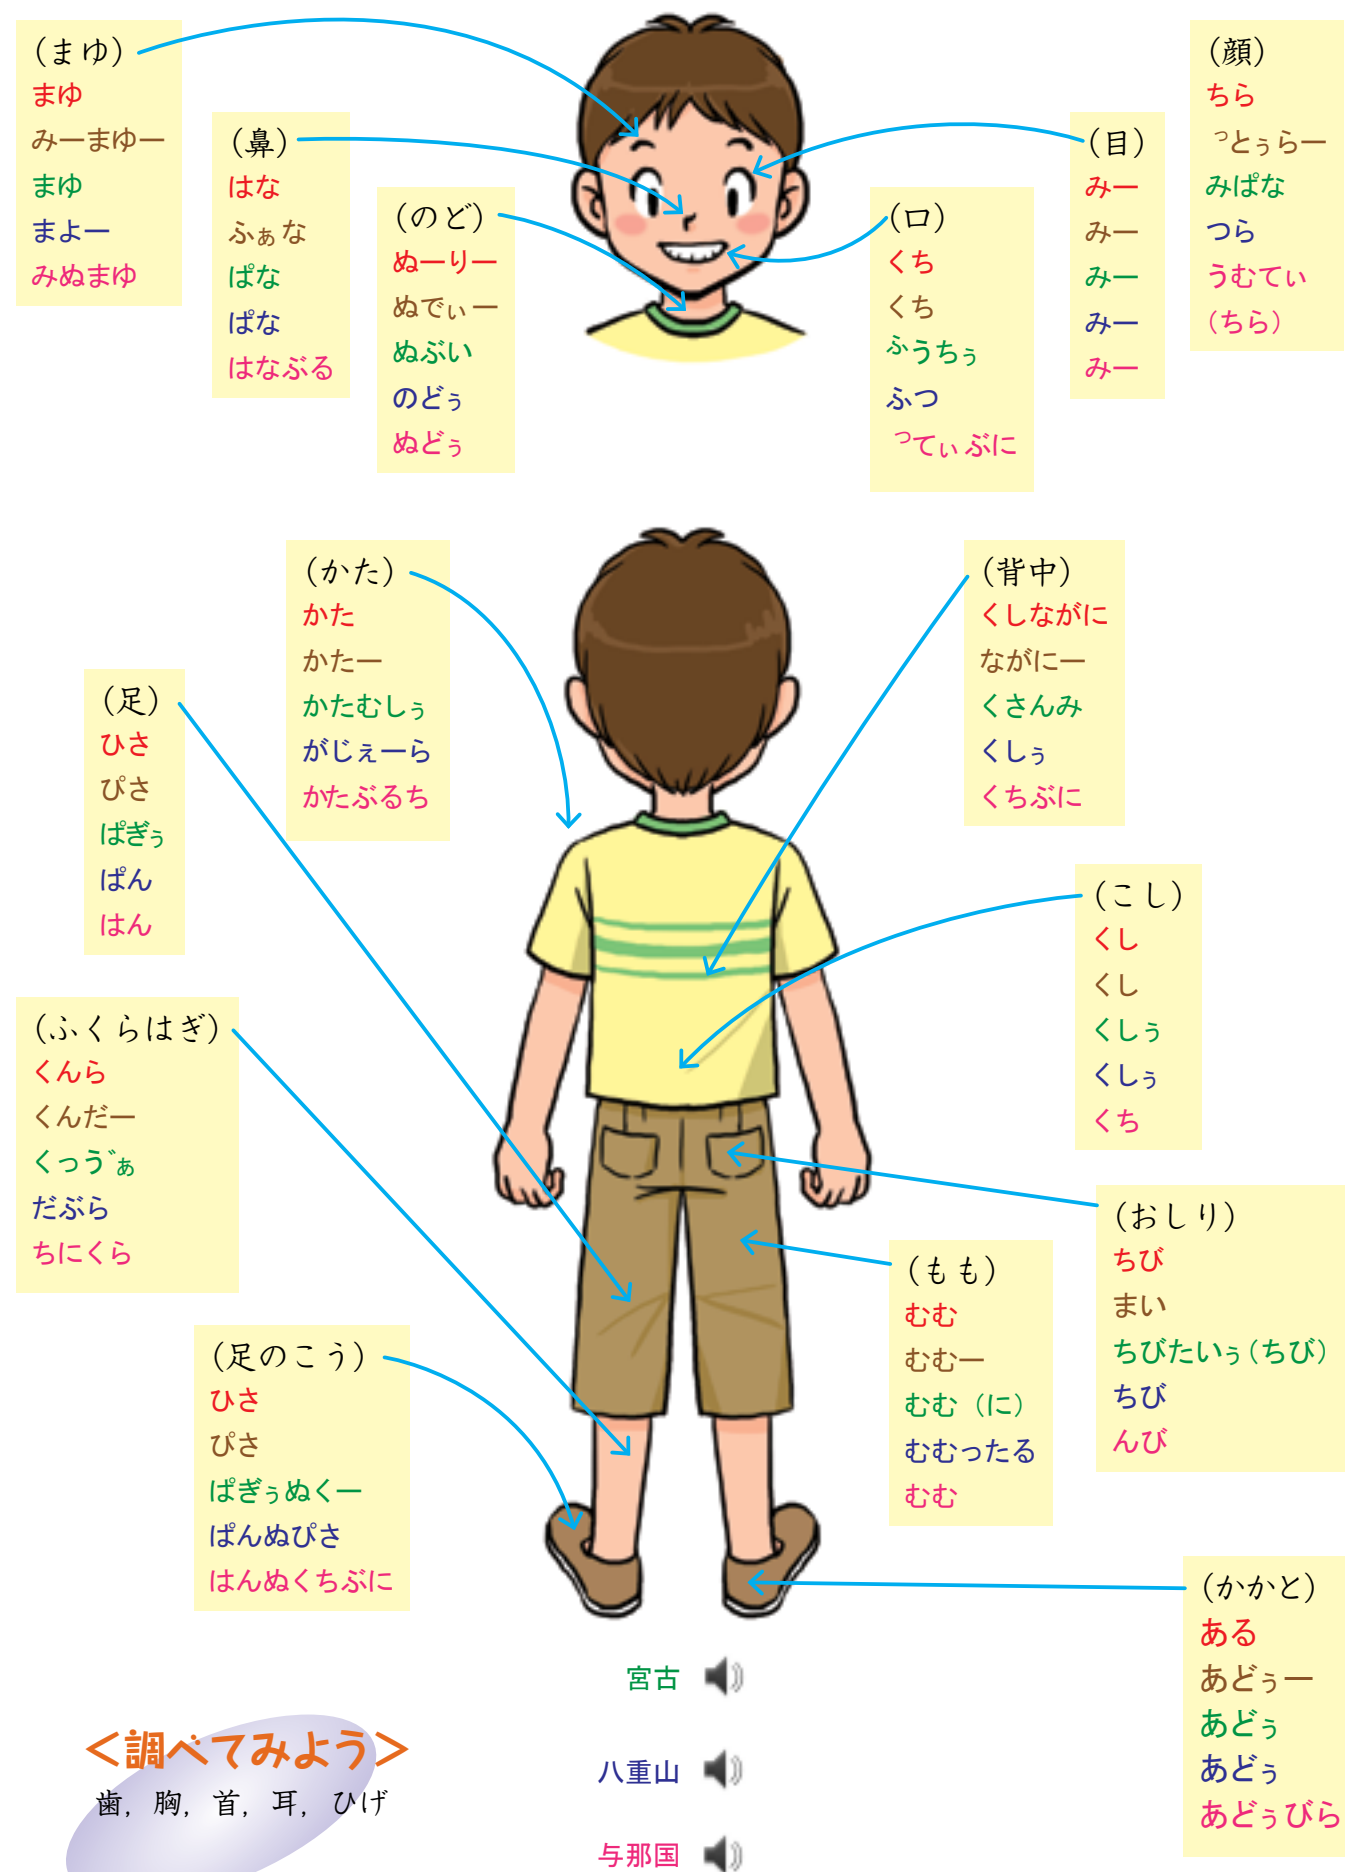 (まゆ)
まゆ
みーまゆー
まゆ
まよー
みぬまゆ
(鼻)
はな
ふぁな
ぱな
ぱな
はなぶる
(のど)
ぬーりー
ぬでぃー
ぬぶい
のどぅ
ぬどぅ
(口)
くち
くち
ふうちぅ
ふつ
ってぃぶに
(目)
みー
みー
みー
みー
みー
(顔)
ちら
っとぅらー
みぱな
つら
うむてぃ
(ちら)
(かた)
かた
かたー
かたむしぅ
がじぇーら
かたぶるち
(背中)
くしながに
ながにー
くさんみ
くしぅ
くちぶに
(足)
ひさ
ぴさ
ぱぎぅ
ぱん
はん
(こし)
くし
くし
くしぅ
くしぅ
くち
(ふくらはぎ)
くんら
くんだー
くっう゛ぁ
だぶら
ちにくら
(おしり)
ちび
まい
ちびたいぅ(ちび)
ちび
んび
(もも)
むむ
むむー
むむ(に)
むむったる
むむ
(足のこう)
ひさ
ぴさ
ぱぎぅぬくー
ぱんぬぴさ
はんぬくちぶに
(かかと)
ある
あどぅー
あどぅ
あどぅ
あどぅびら
宮古
八重山
与那国
<調べてみよう>
歯, 胸, 首, 耳, ひげ